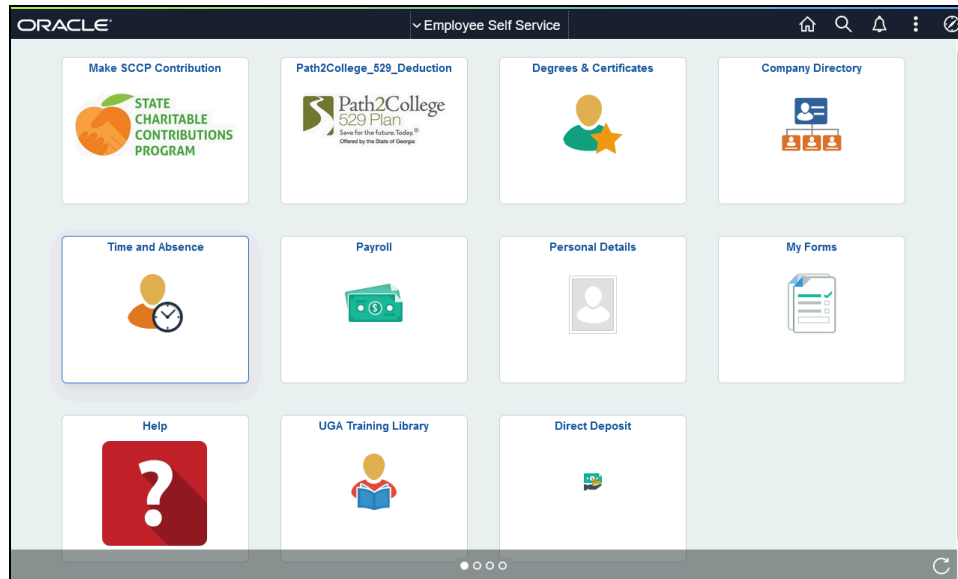 ORACLE
Employee Self Service
Make SCCP Contribution
Path2College_529_Deduction
Degrees & Certificates
Company Directory
STATE
CHARITABLE
CONTRIBUTIONS
PROGRAM
Path2College
529 Plan
Save for the future. Today.®
Offered by the State of Georgia
Time and Absence
Payroll
Personal Details
My Forms
Help
UGA Training Library
Direct Deposit
?